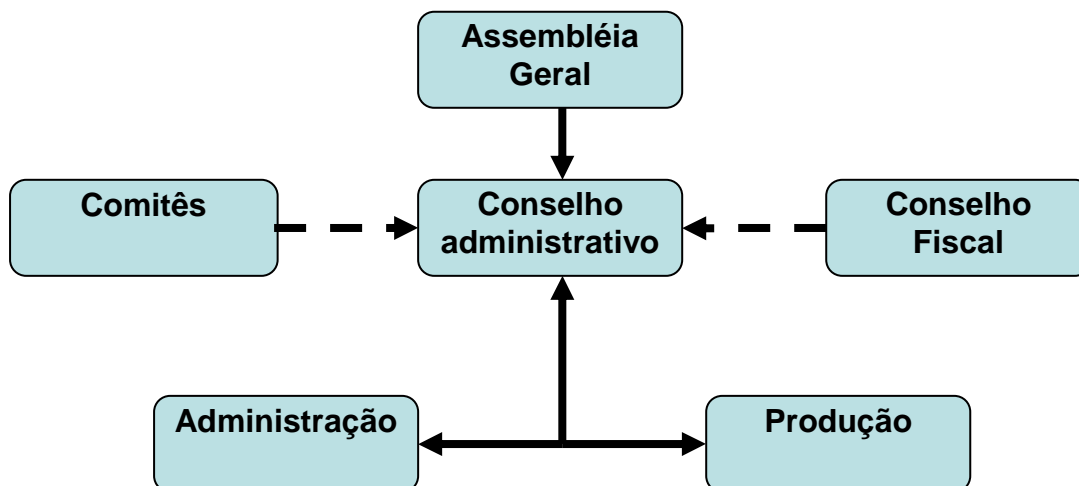 Assembléia
Geral
Comitês
Conselho
administrativo
Conselho
Fiscal
Administração
Produção